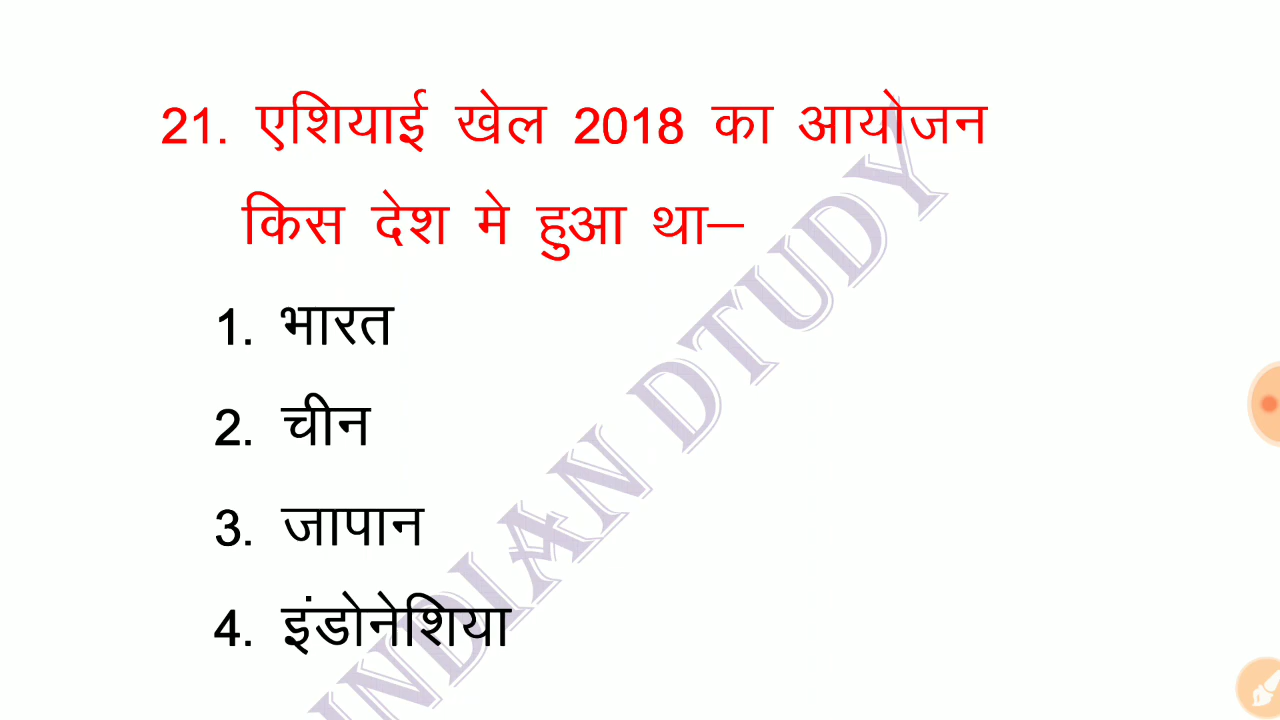 21. एशियाई खेल 2018 का आयोजन
किस देश मे हुआ था–
1. भारत
2. चीन
3. जापान
4. इंडोनेशिया
INDIAN DTUDY